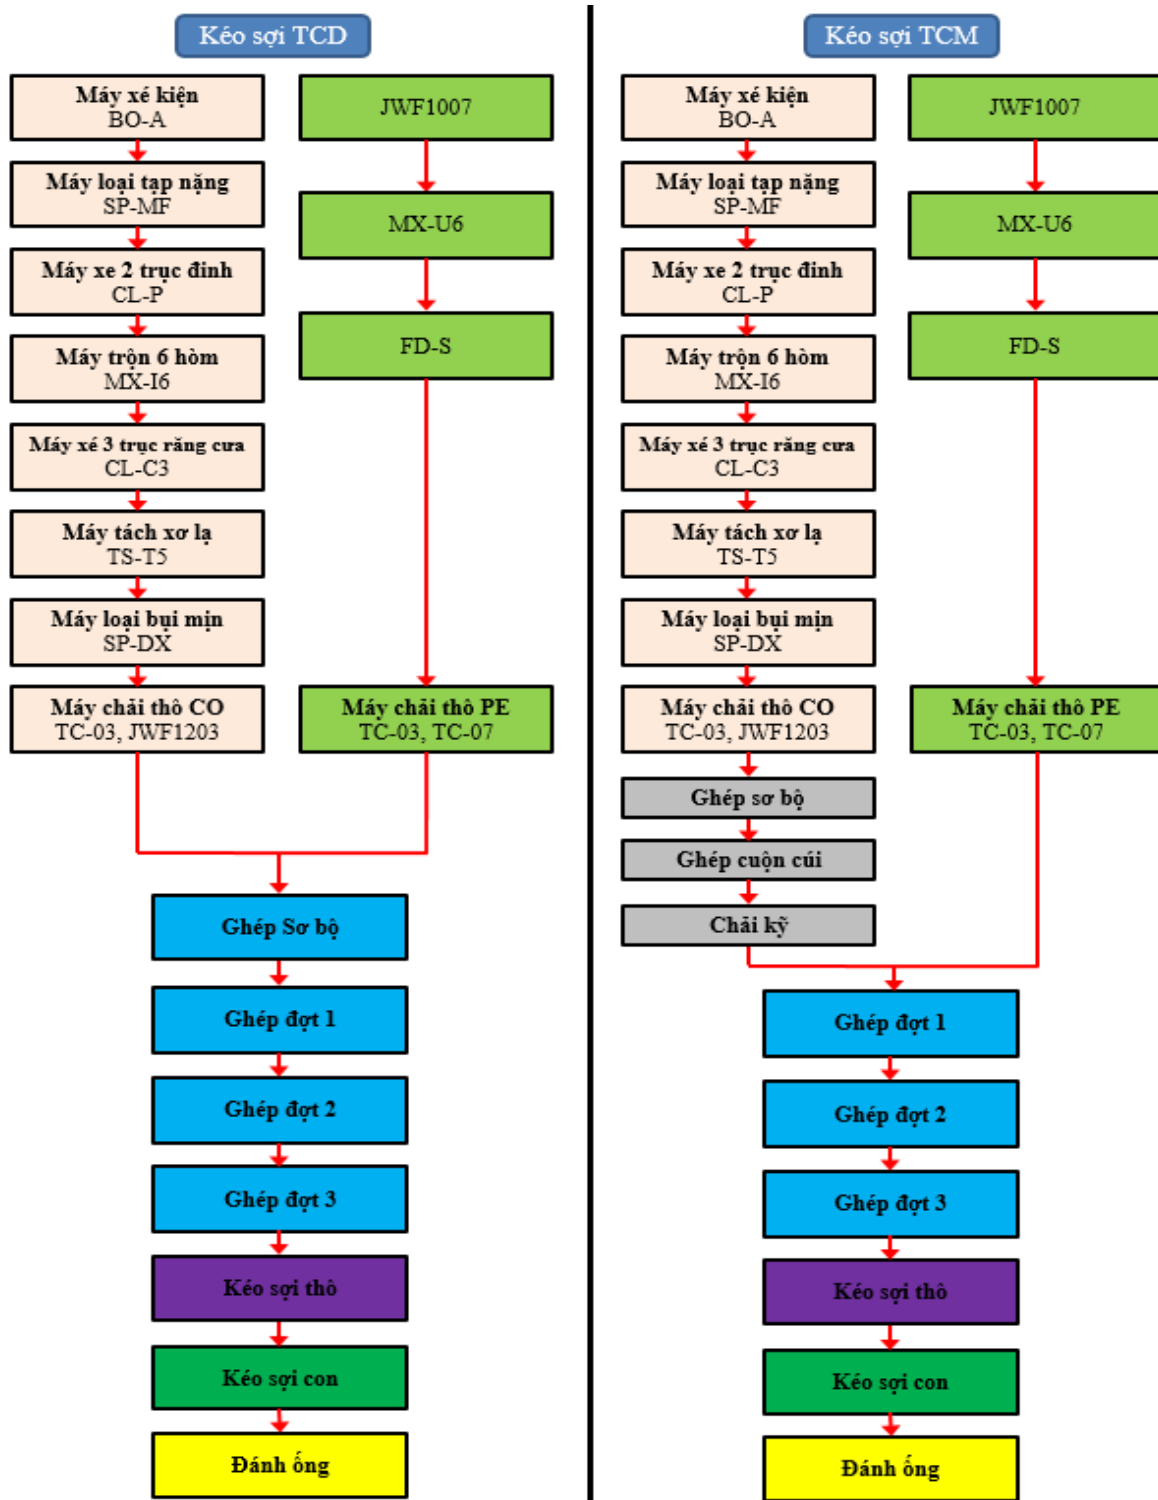 Kéo sợi TCD
Máy xé kiện
BO-A
Máy loại tạp nặng
SP-MF
Máy xe 2 trục đinh
CL-P
Máy trộn 6 hòm
MX-I6
Máy xé 3 trục răng cưa
CL-C3
Máy tách xơ lạ
TS-T5
Máy loại bụi mịn
SP-DX
Máy chải thô CO
TC-03, JWF1203
JWF1007
MX-U6
FD-S
Máy chải thô PE
TC-03, TC-07
Ghép Sơ bộ
Ghép đợt 1
Ghép đợt 2
Ghép đợt 3
Kéo sợi thô
Kéo sợi con
Đánh ống
Kéo sợi TCM
Máy xé kiện
BO-A
Máy loại tạp nặng
SP-MF
Máy xe 2 trục đinh
CL-P
Máy trộn 6 hòm
MX-I6
Máy xé 3 trục răng cưa
CL-C3
Máy tách xơ lạ
TS-T5
Máy loại bụi mịn
SP-DX
Máy chải thô CO
TC-03, JWF1203
Ghép sơ bộ
Ghép cuộn cúi
Chải kỹ
JWF1007
MX-U6
FD-S
Máy chải thô PE
TC-03, TC-07
Ghép đợt 1
Ghép đợt 2
Ghép đợt 3
Kéo sợi thô
Kéo sợi con
Đánh ống